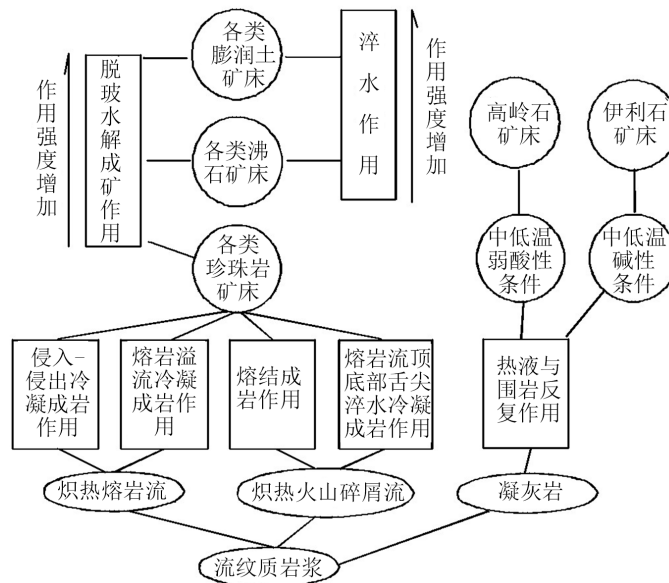 各类
膨润土
矿床
淬水作用
作用强度增加
脱玻水解成矿作用
作用强度增加
高岭石
矿床
伊利石
矿床
各类沸
石矿床
各类
珍珠岩
矿床
中低温
弱酸性
条件
中低温
碱性
条件
侵入-
侵出冷
凝成岩
作用
熔岩溢
流冷凝
成岩作
用
熔结成
岩作用
熔岩流顶
底部舌尖
淬水冷凝
成岩作用
热液与
围岩反
复作用
炽热熔岩流
炽热火山碎屑流
凝灰岩
流纹质岩浆